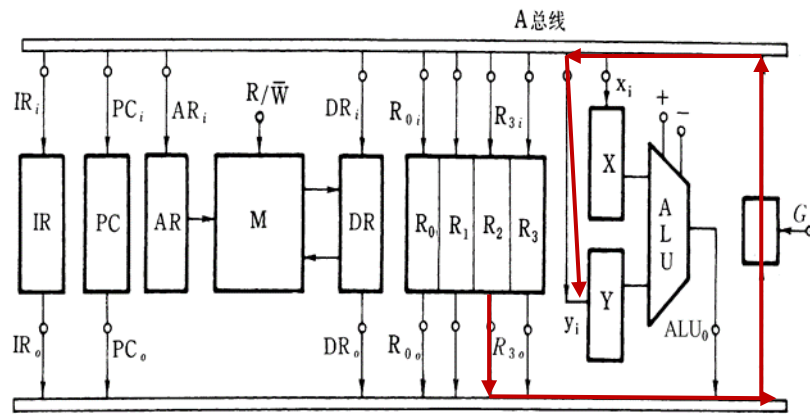 A总线
IRᵢ PCᵢ ARᵢ R/W̅ DRᵢ R₀ᵢ R₃ᵢ xᵢ + −
IR PC AR M DR R₀ R₁ R₂ R₃ X ALU G
Y
yᵢ
IRₒ PCₒ DRₒ R₀ₒ R₃ₒ ALU₀